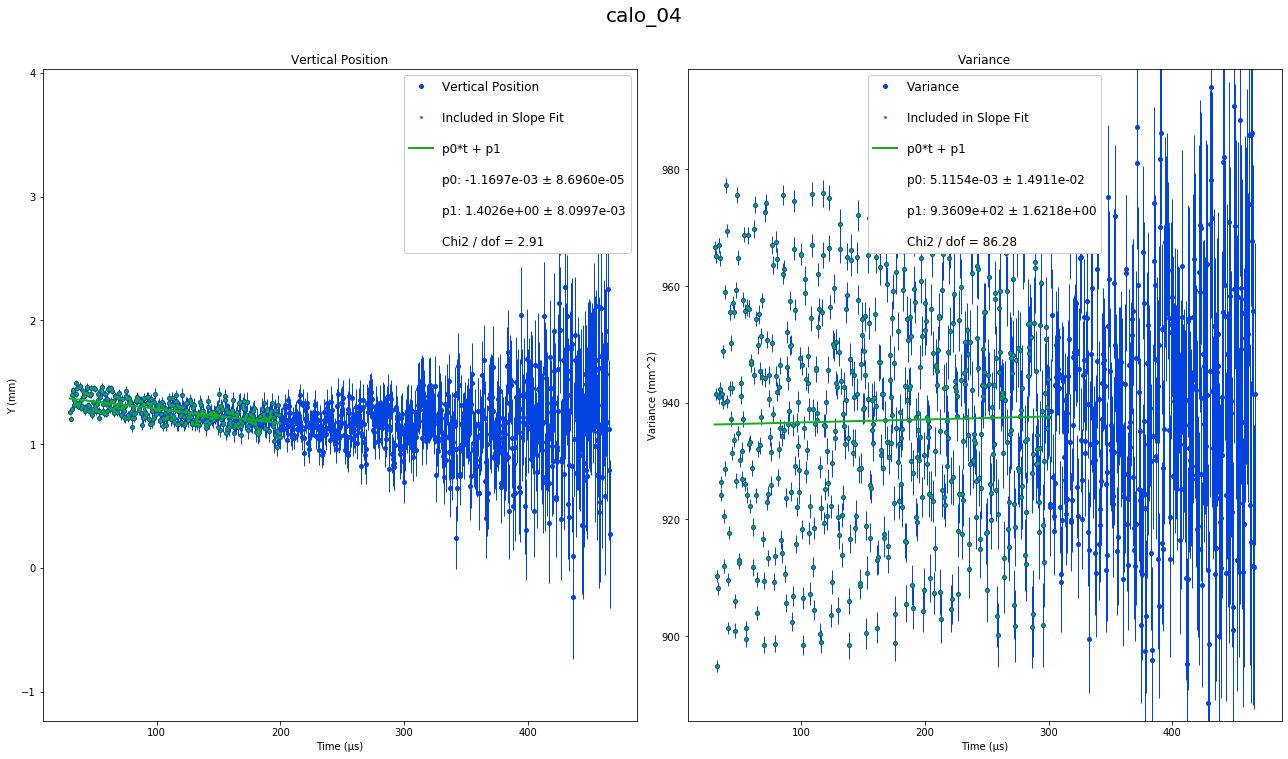 calo_04
Vertical Position
Vertical Position
Included in Slope Fit
p0*t + p1
p0: -1.1697e-03 ± 8.6960e-05
p1: 1.4026e+00 ± 8.0997e-03
Chi2 / dof = 2.91
4
3
2
1
0
−1
Y (mm)
100 200 300 400
Time (µs)
Variance
Variance
Included in Slope Fit
p0*t + p1
p0: 5.1154e-03 ± 1.4911e-02
p1: 9.3609e+02 ± 1.6218e+00
Chi2 / dof = 86.28
980
960
940
920
900
Variance (mm^2)
100 200 300 400
Time (µs)